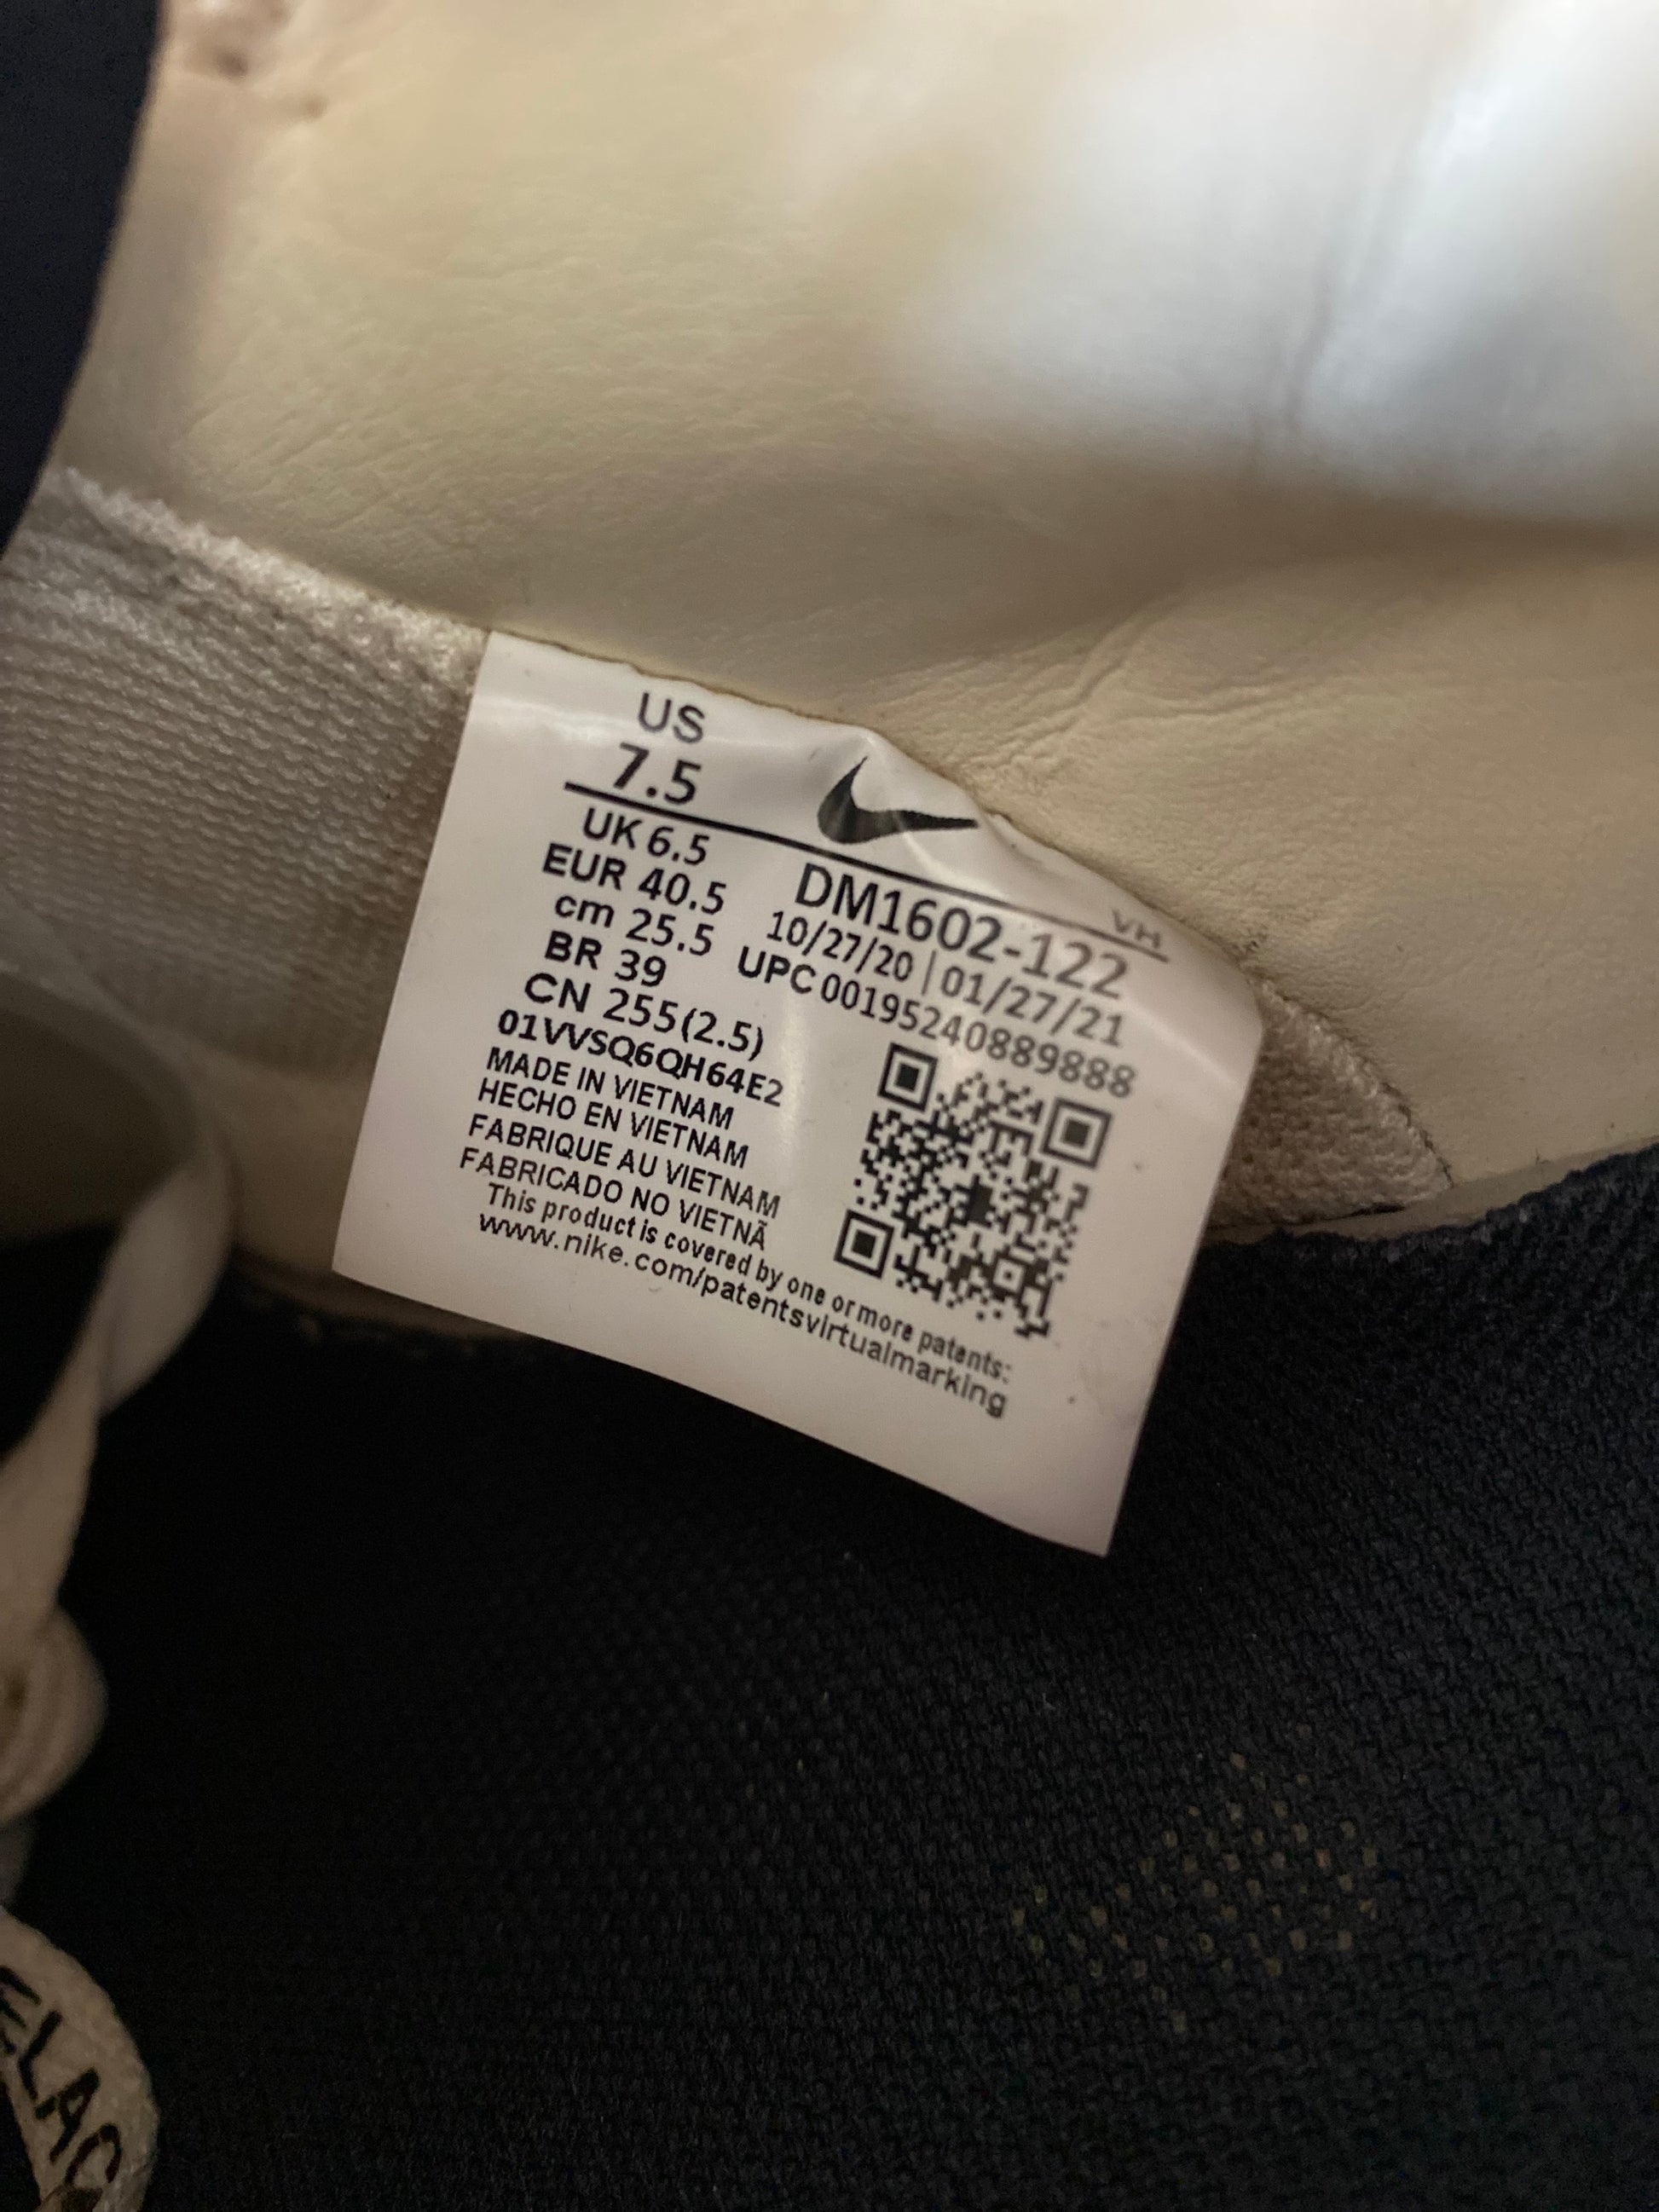 US
7.5
VH
UK 6.5
EUR 40.5
cm 25.5
BR 39
CN 255(2.5)
01VVSQ6QH64E2
DM1602-122
10/27/20 | 01/27/21
UPC 00195240889888
MADE IN VIETNAM
HECHO EN VIETNAM
FABRIQUE AU VIETNAM
FABRICADO NO VIETNÃ
This product is covered by one or more patents:
www.nike.com/patentsvirtualmarking